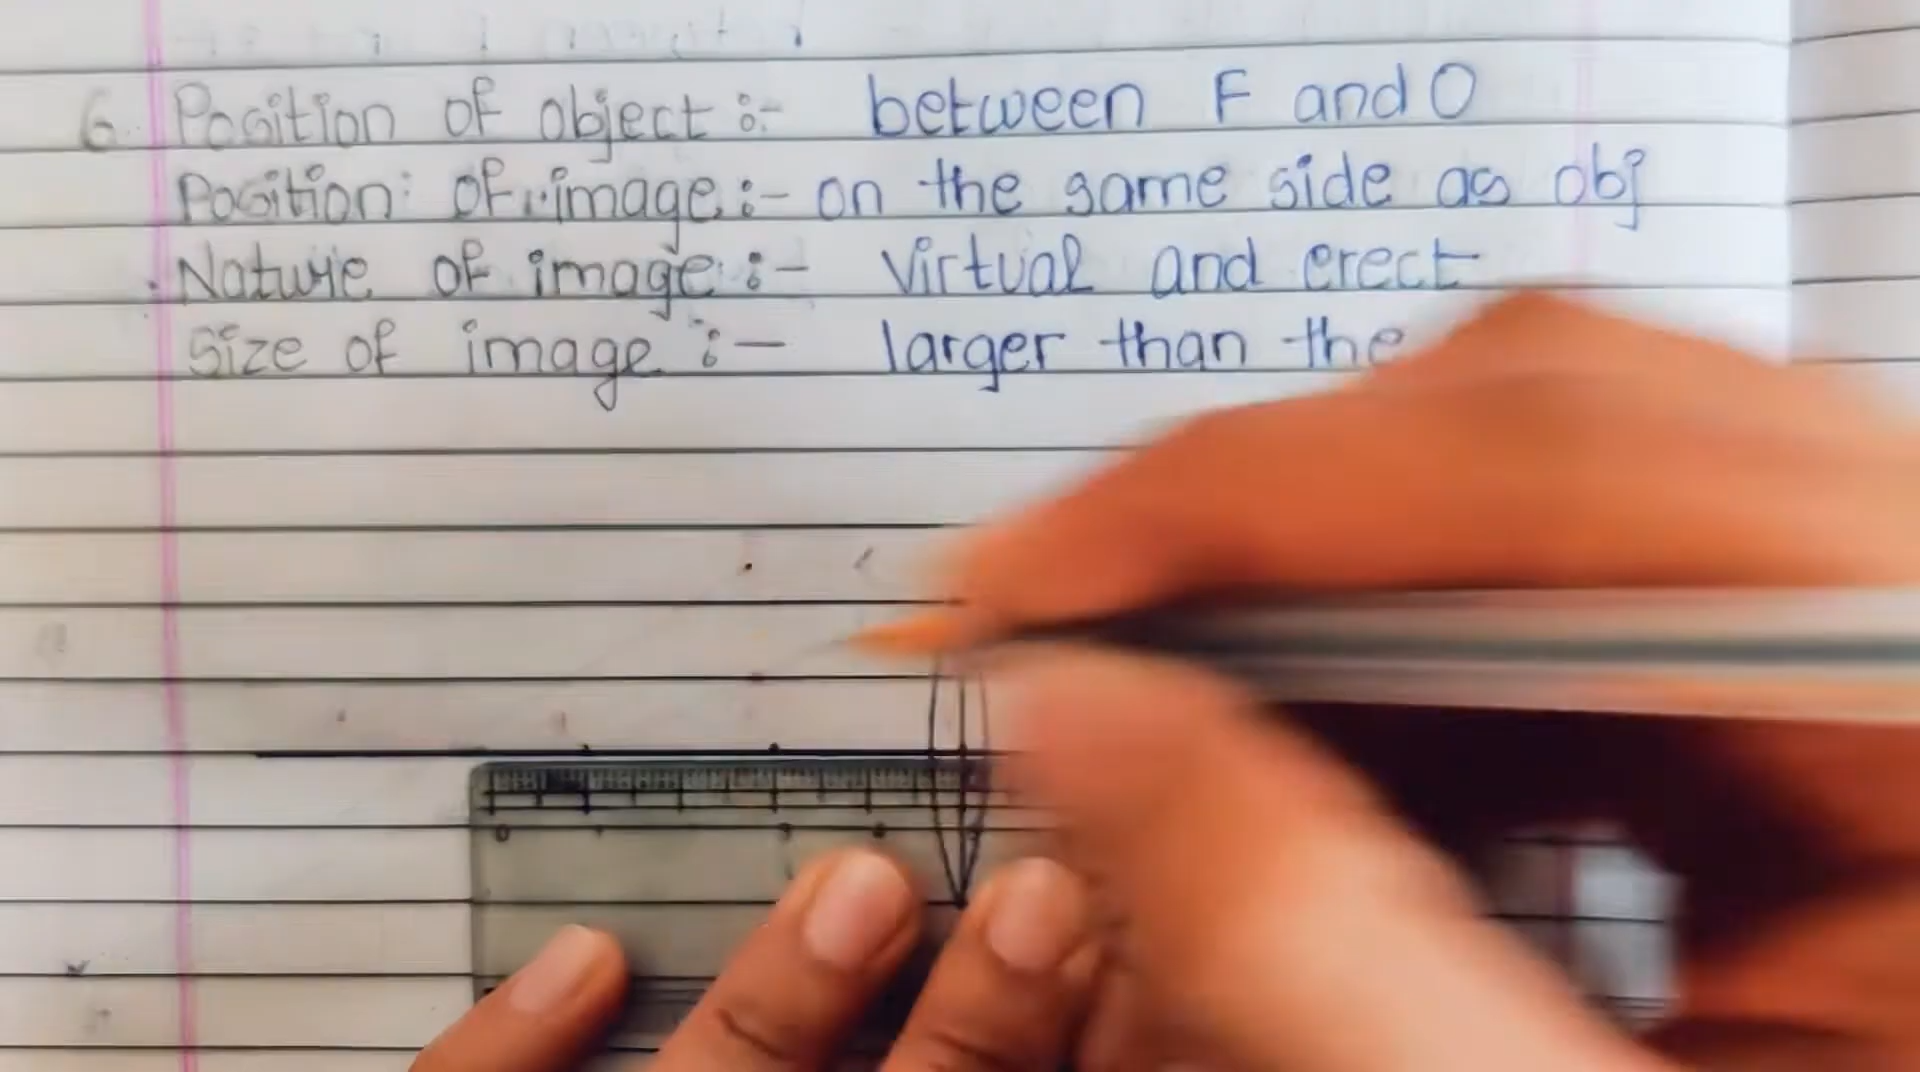 6. Position of object :- between F and O
Position of image :- on the same side as obj
Nature of image :- Virtual and erect
Size of image :- larger than the
0